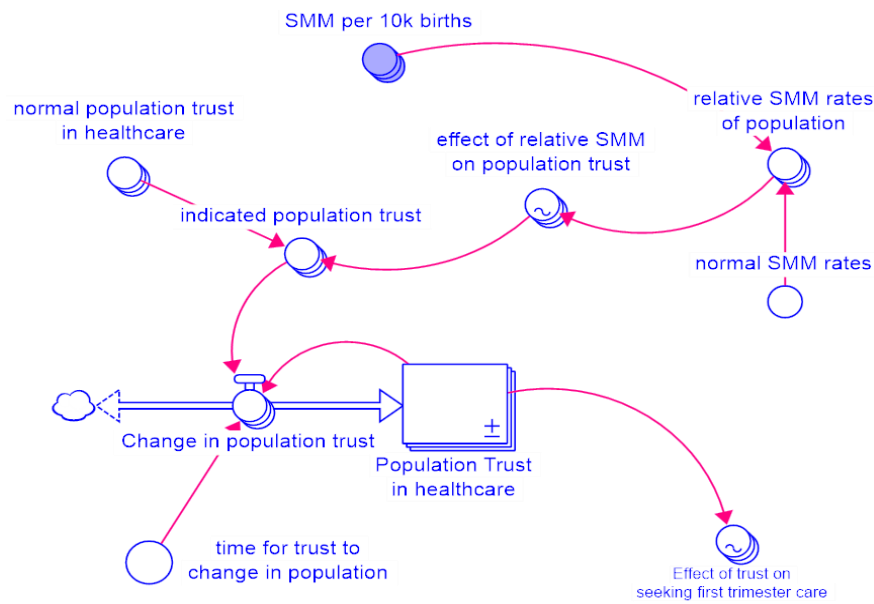 SMM per 10k births
normal population trust
in healthcare
relative SMM rates
of population
effect of relative SMM
on population trust
indicated population trust
normal SMM rates
Change in population trust
±
Population Trust
in healthcare
time for trust to
change in population
Effect of trust on
seeking first trimester care